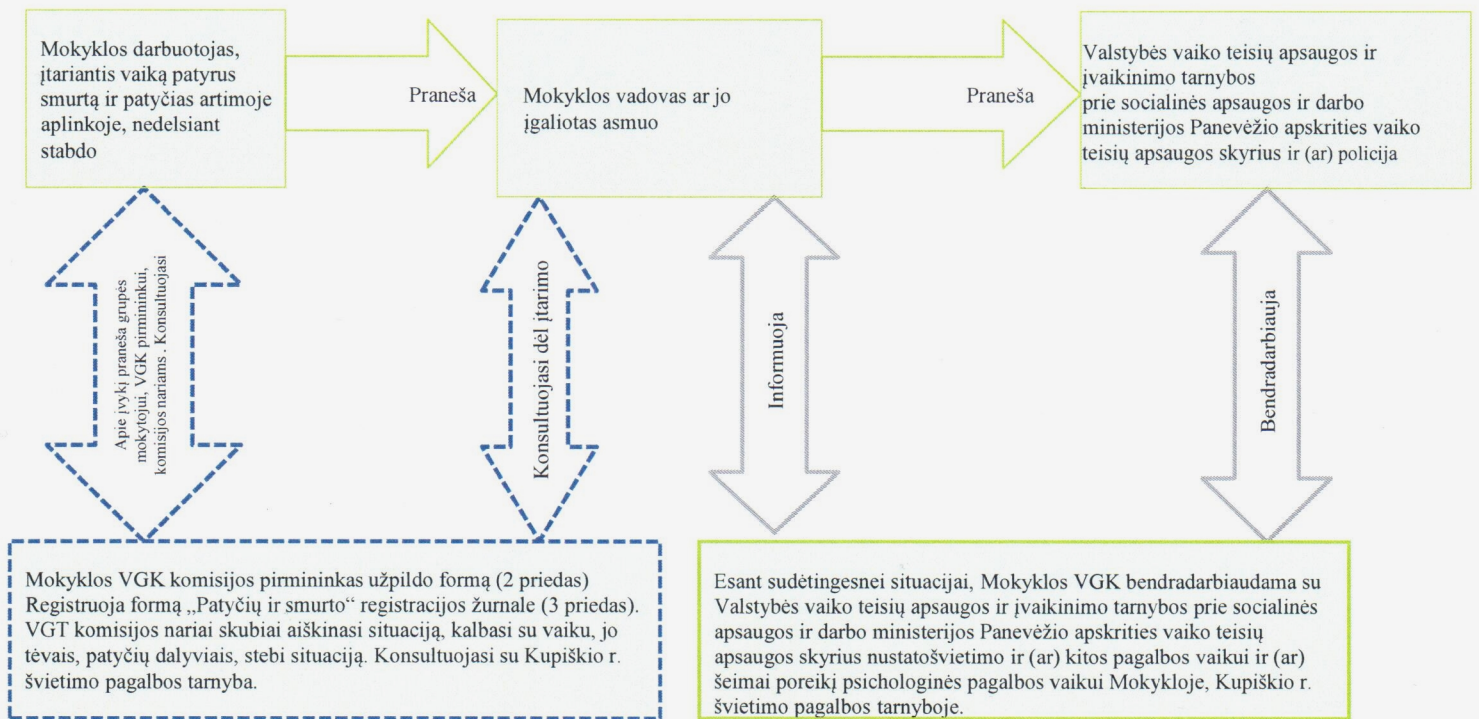 Mokyklos darbuotojas,
įtariantis vaiką patyrus
smurtą ir patyčias artimoje
aplinkoje, nedelsiant
stabdo
Praneša
Mokyklos vadovas ar jo
įgaliotas asmuo
Praneša
Valstybės vaiko teisių apsaugos ir
įvaikinimo tarnybos
prie socialinės apsaugos ir darbo
ministerijos Panevėžio apskrities vaiko
teisių apsaugos skyrius ir (ar) policija
Apie įvykį praneša grupės
mokytojui, VGK pirmininkui,
komisijos nariams . Konsultuojasi
Konsultuojasi dėl įtarimo
Informuoja
Bendradarbiauja
Mokyklos VGK komisijos pirmininkas užpildo formą (2 priedas)
Registruoja formą „Patyčių ir smurto“ registracijos žurnale (3 priedas).
VGT komisijos nariai skubiai aiškinasi situaciją, kalbasi su vaiku, jo
tėvais, patyčių dalyviais, stebi situaciją. Konsultuojasi su Kupiškio r.
švietimo pagalbos tarnyba.
Esant sudėtingesnei situacijai, Mokyklos VGK bendradarbiaudama su
Valstybės vaiko teisių apsaugos ir įvaikinimo tarnybos prie socialinės
apsaugos ir darbo ministerijos Panevėžio apskrities vaiko teisių
apsaugos skyrius nustatošvietimo ir (ar) kitos pagalbos vaikui ir (ar)
šeimai poreikį psichologinės pagalbos vaikui Mokykloje, Kupiškio r.
švietimo pagalbos tarnyboje.